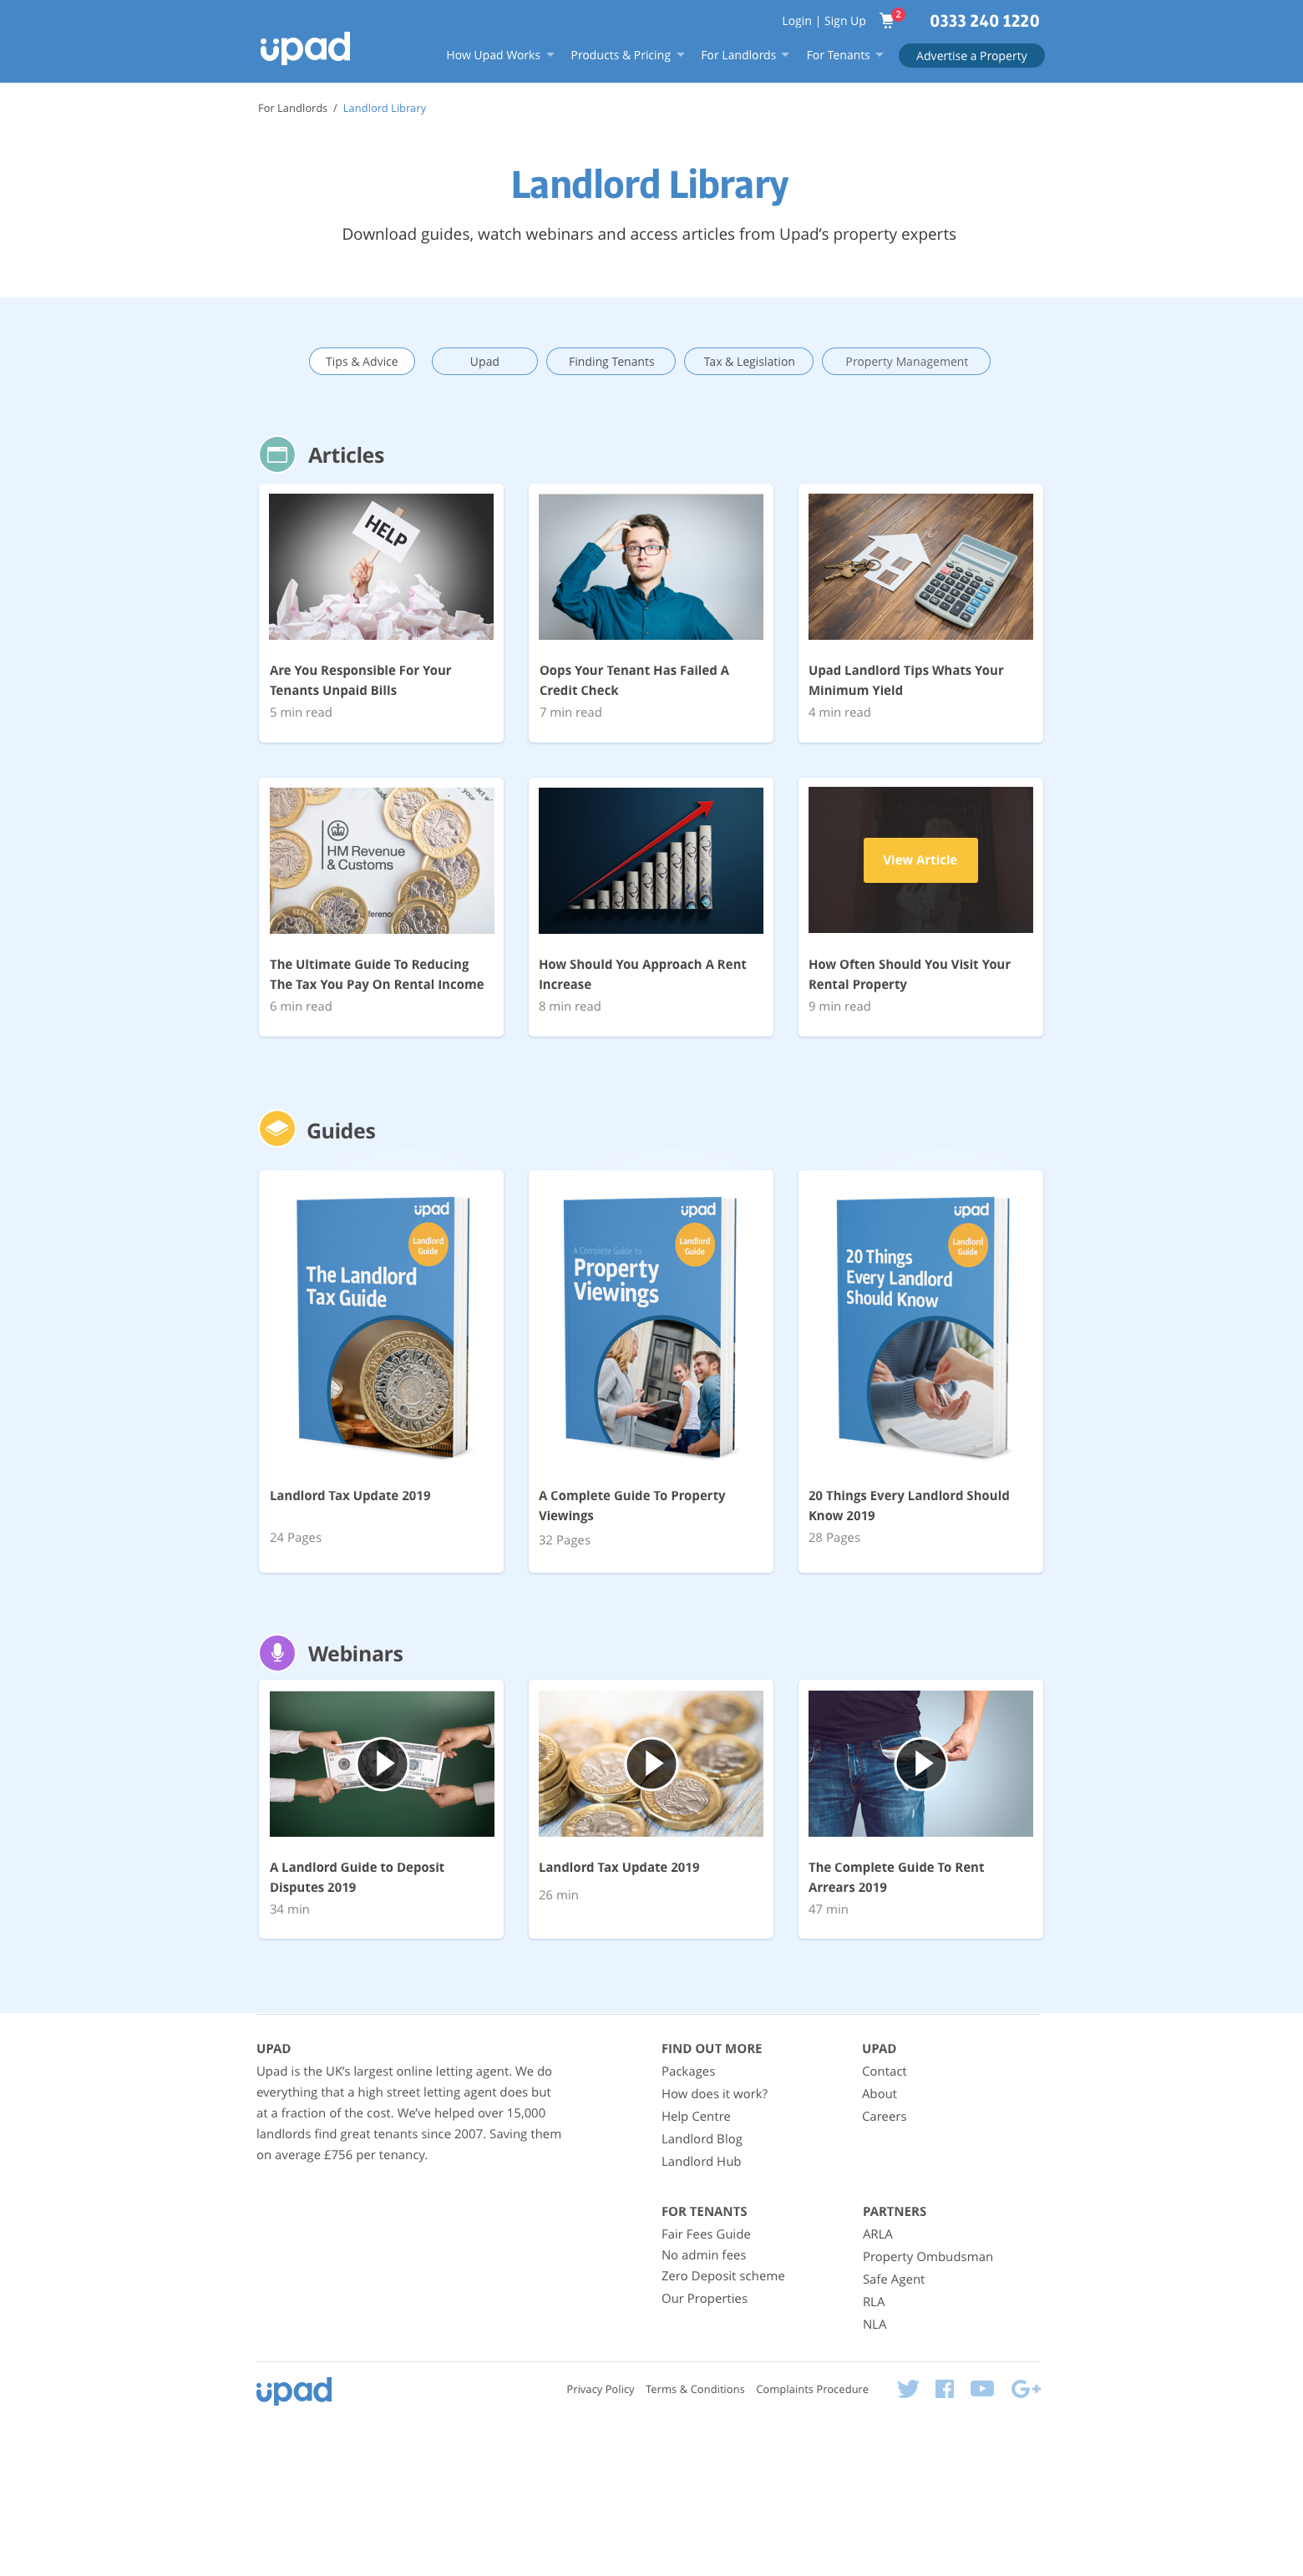 Login | Sign Up
2
0333 240 1220
upad
How Upad Works
Products & Pricing
For Landlords
For Tenants
Advertise a Property
For Landlords / Landlord Library
Landlord Library
Download guides, watch webinars and access articles from Upad’s property experts
Tips & Advice
Upad
Finding Tenants
Tax & Legislation
Property Management
Articles
HELP
Are You Responsible For Your
Tenants Unpaid Bills
5 min read
Oops Your Tenant Has Failed A
Credit Check
7 min read
Upad Landlord Tips Whats Your
Minimum Yield
4 min read
HM Revenue
& Customs
The Ultimate Guide To Reducing
The Tax You Pay On Rental Income
6 min read
How Should You Approach A Rent
Increase
8 min read
View Article
How Often Should You Visit Your
Rental Property
9 min read
Guides
upad
Landlord
Guide
The Landlord
Tax Guide
TWO POUNDS
Landlord Tax Update 2019
24 Pages
upad
Landlord
Guide
A Complete Guide to
Property
Viewings
A Complete Guide To Property
Viewings
32 Pages
upad
Landlord
Guide
20 Things
Every Landlord
Should Know
20 Things Every Landlord Should
Know 2019
28 Pages
Webinars
A Landlord Guide to Deposit
Disputes 2019
34 min
Landlord Tax Update 2019
26 min
The Complete Guide To Rent
Arrears 2019
47 min
UPAD
Upad is the UK’s largest online letting agent. We do
everything that a high street letting agent does but
at a fraction of the cost. We’ve helped over 15,000
landlords find great tenants since 2007. Saving them
on average £756 per tenancy.
FIND OUT MORE
Packages
How does it work?
Help Centre
Landlord Blog
Landlord Hub
UPAD
Contact
About
Careers
FOR TENANTS
Fair Fees Guide
No admin fees
Zero Deposit scheme
Our Properties
PARTNERS
ARLA
Property Ombudsman
Safe Agent
RLA
NLA
upad
Privacy Policy
Terms & Conditions
Complaints Procedure
G+